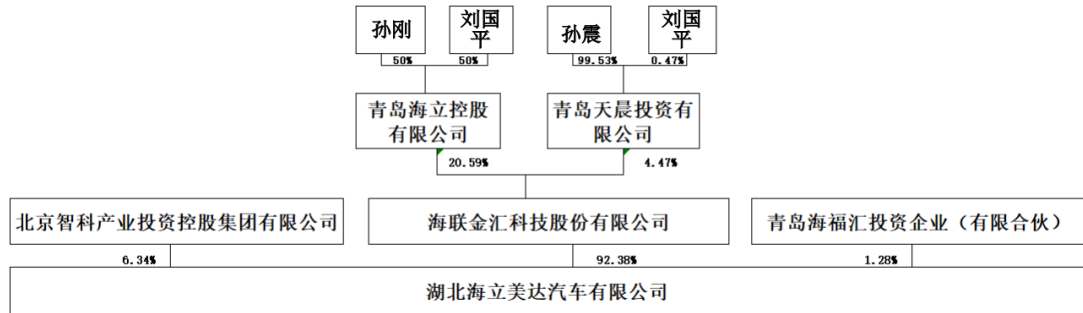 孙刚
刘国
平
孙震
刘国
平
50%
50%
99.53%
0.47%
青岛海立控股
有限公司
青岛天晨投资有
限公司
20.59%
4.47%
北京智科产业投资控股集团有限公司
海联金汇科技股份有限公司
青岛海福汇投资企业（有限合伙）
6.34%
92.38%
1.28%
湖北海立美达汽车有限公司